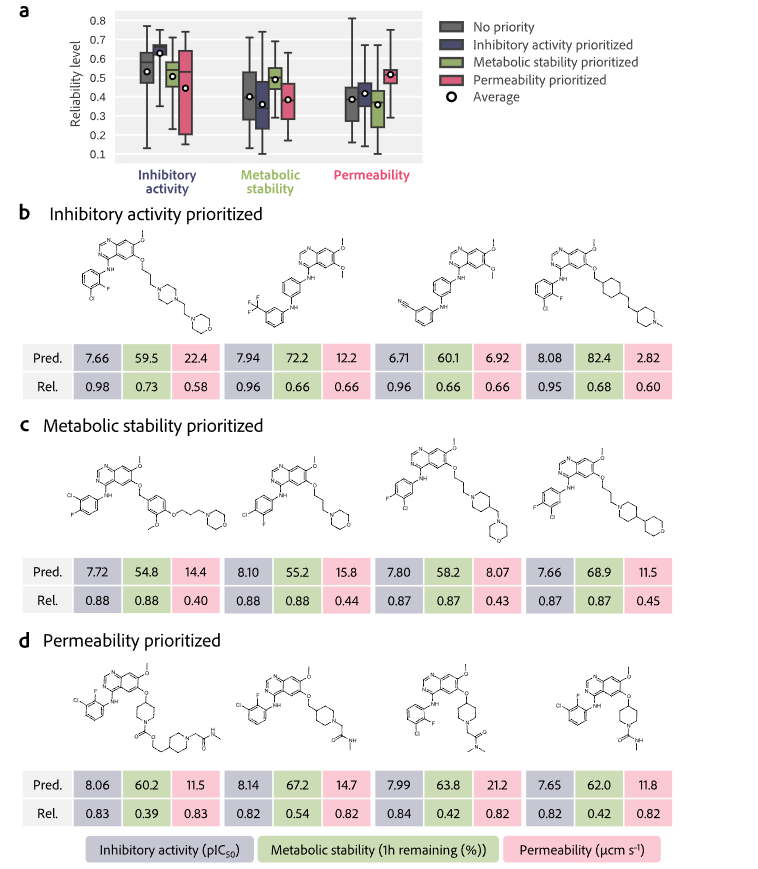 a
0.8
0.7
0.6
0.5
0.4
0.3
0.2
0.1
Reliability level
Inhibitory activity
Metabolic stability
Permeability
No priority
Inhibitory activity prioritized
Metabolic stability prioritized
Permeability prioritized
Average
b Inhibitory activity prioritized
Pred. 7.66 59.5 22.4 7.94 72.2 12.2 6.71 60.1 6.92 8.08 82.4 2.82
Rel. 0.98 0.73 0.58 0.96 0.66 0.66 0.96 0.66 0.66 0.95 0.68 0.60
c Metabolic stability prioritized
Pred. 7.72 54.8 14.4 8.10 55.2 15.8 7.80 58.2 8.07 7.66 68.9 11.5
Rel. 0.88 0.88 0.40 0.88 0.88 0.44 0.87 0.87 0.43 0.87 0.87 0.45
d Permeability prioritized
Pred. 8.06 60.2 11.5 8.14 67.2 14.7 7.99 63.8 21.2 7.65 62.0 11.8
Rel. 0.83 0.39 0.83 0.82 0.54 0.82 0.84 0.42 0.82 0.82 0.42 0.82
Inhibitory activity (pIC50) Metabolic stability (1h remaining (%)) Permeability (μcm s-1)